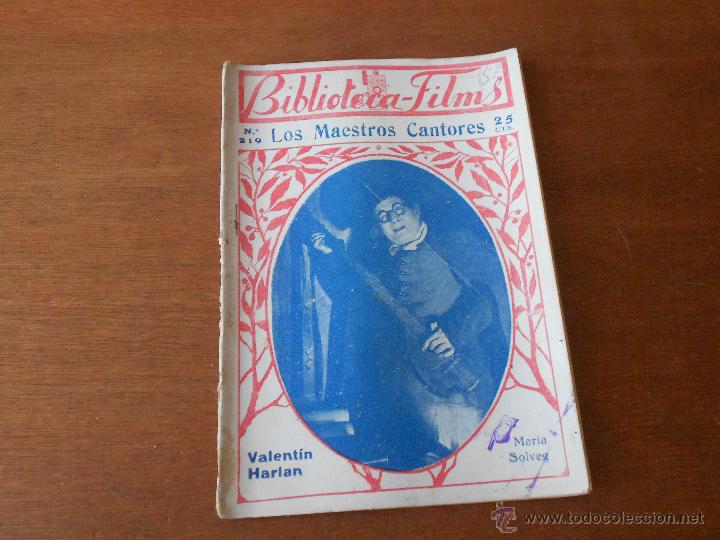 Biblioteca-Films
N.º 219 Los Maestros Cantores 25 CTS.
Valentín
Harlan
María
Solveg
© www.todocoleccion.net